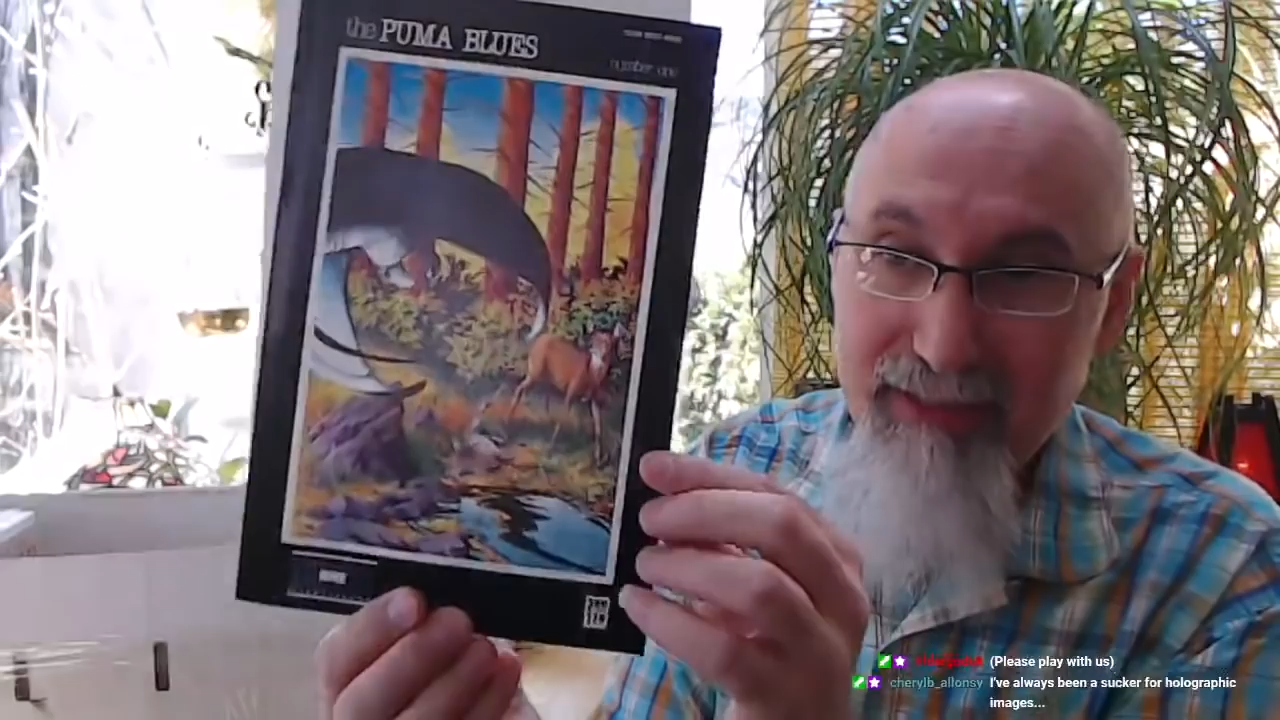 the PUMA BLUES
number one
(Please play with us)
cherylb_allonsy I've always been a sucker for holographic
images...